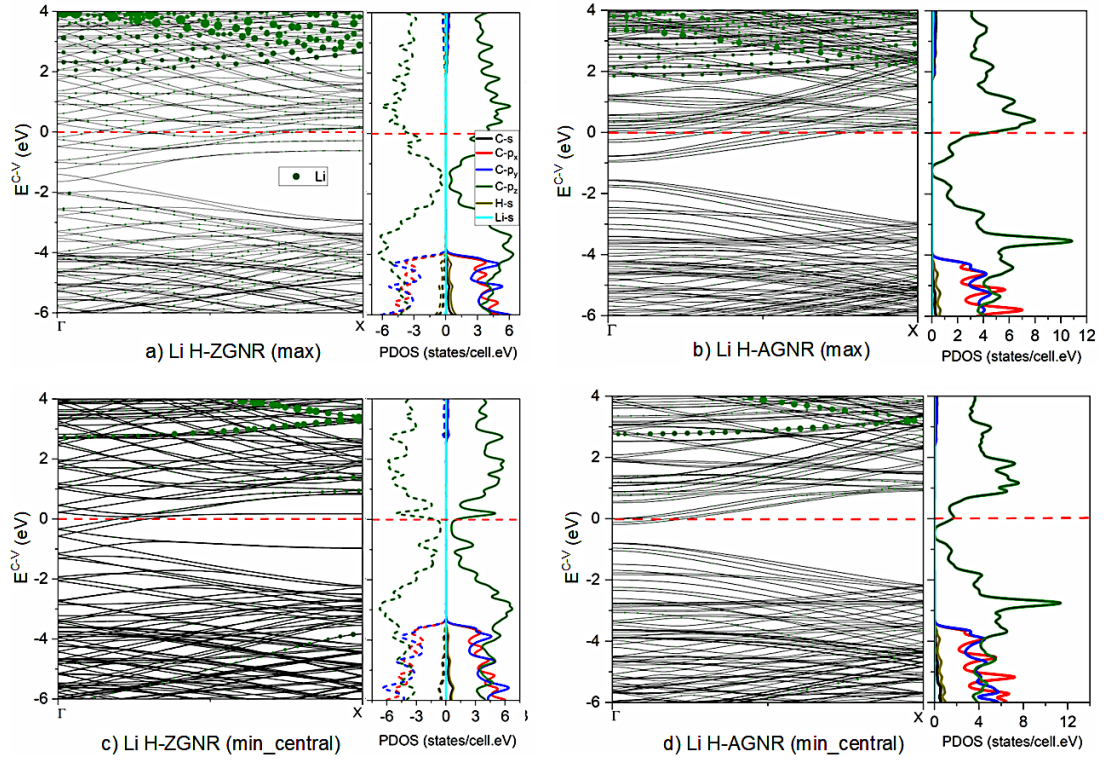 4
2
0
-2
-4
-6
E^C-V (eV)
Li
Γ
X
C-s
C-p_x
C-p_y
C-p_z
H-s
Li-s
-6 -3 0 3 6
PDOS (states/cell.eV)
a) Li H-ZGNR (max)
4
2
0
-2
-4
-6
E^C-V (eV)
Γ
X
0 2 4 6 8 10 12
PDOS (states/cell.eV)
b) Li H-AGNR (max)
4
2
0
-2
-4
-6
E^C-V (eV)
Γ
X
-6 -3 0 3 6
PDOS (states/cell.eV)
c) Li H-ZGNR (min_central)
4
2
0
-2
-4
-6
E^C-V (eV)
Γ
X
0 4 8 12
PDOS (states/cell.eV)
d) Li H-AGNR (min_central)